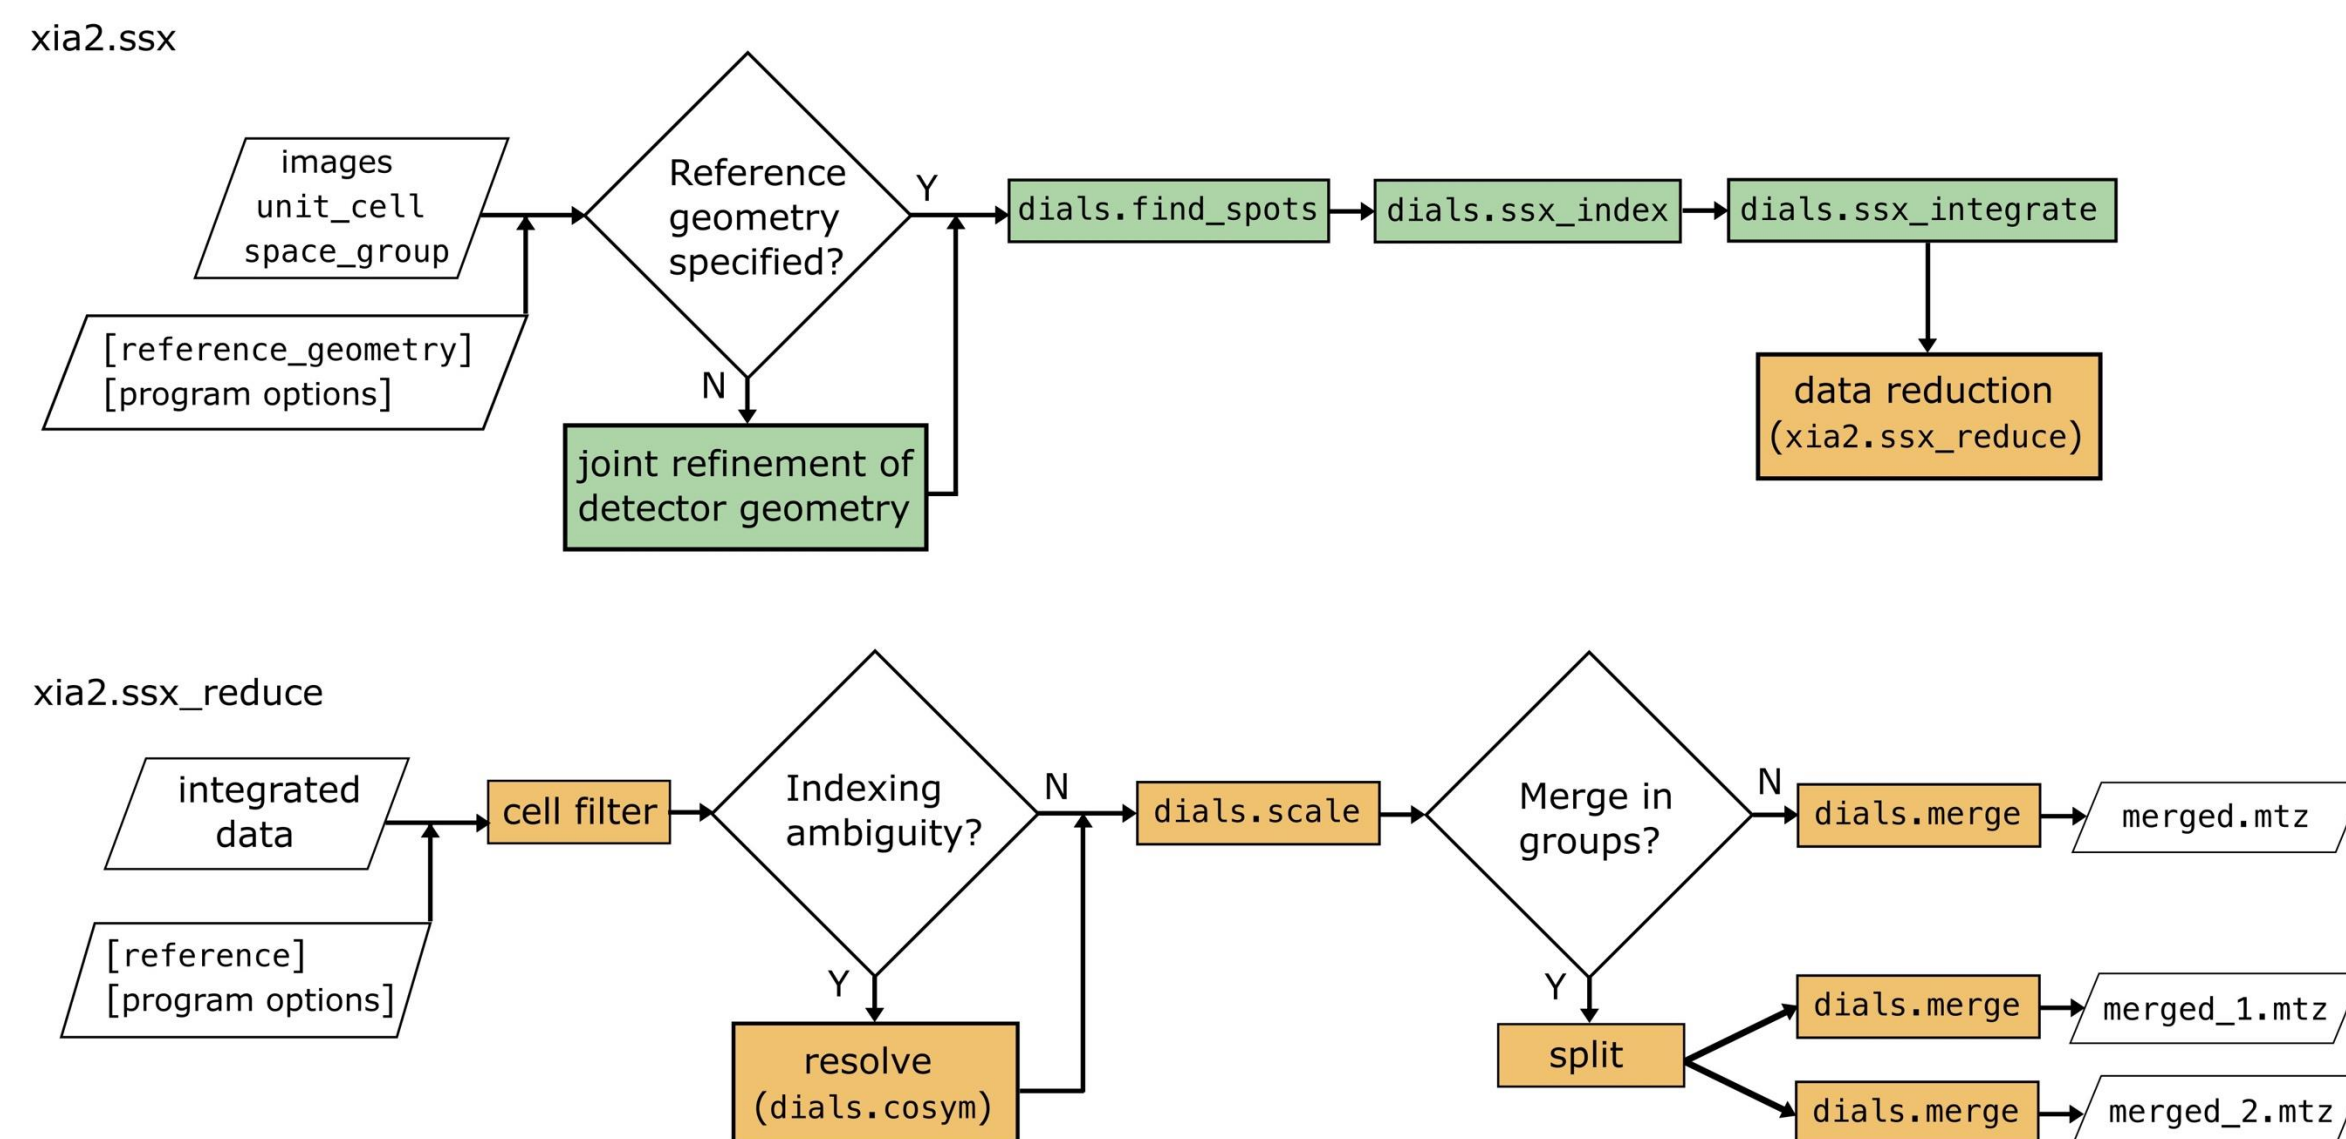 xia2.ssx
images
unit_cell
space_group
[reference_geometry]
[program options]
Reference
geometry
specified?
Y
N
joint refinement of
detector geometry
dials.find_spots
dials.ssx_index
dials.ssx_integrate
data reduction
(xia2.ssx_reduce)
xia2.ssx_reduce
integrated
data
[reference]
[program options]
cell filter
Indexing
ambiguity?
N
Y
resolve
(dials.cosym)
dials.scale
Merge in
groups?
N
Y
dials.merge
merged.mtz
split
dials.merge
merged_1.mtz
dials.merge
merged_2.mtz